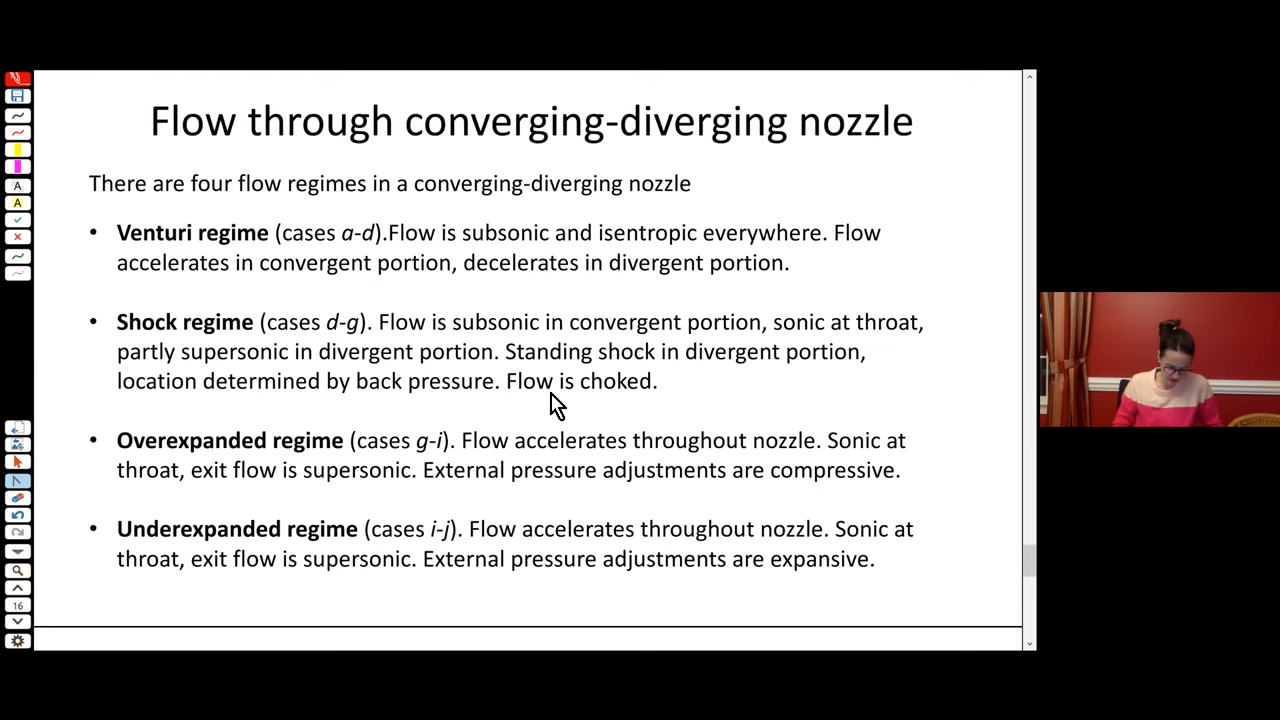 Flow through converging-diverging nozzle
There are four flow regimes in a converging-diverging nozzle
• Venturi regime (cases a-d).Flow is subsonic and isentropic everywhere. Flow
accelerates in convergent portion, decelerates in divergent portion.
• Shock regime (cases d-g). Flow is subsonic in convergent portion, sonic at throat,
partly supersonic in divergent portion. Standing shock in divergent portion,
location determined by back pressure. Flow is choked.
• Overexpanded regime (cases g-i). Flow accelerates throughout nozzle. Sonic at
throat, exit flow is supersonic. External pressure adjustments are compressive.
• Underexpanded regime (cases i-j). Flow accelerates throughout nozzle. Sonic at
throat, exit flow is supersonic. External pressure adjustments are expansive.
A
A
16